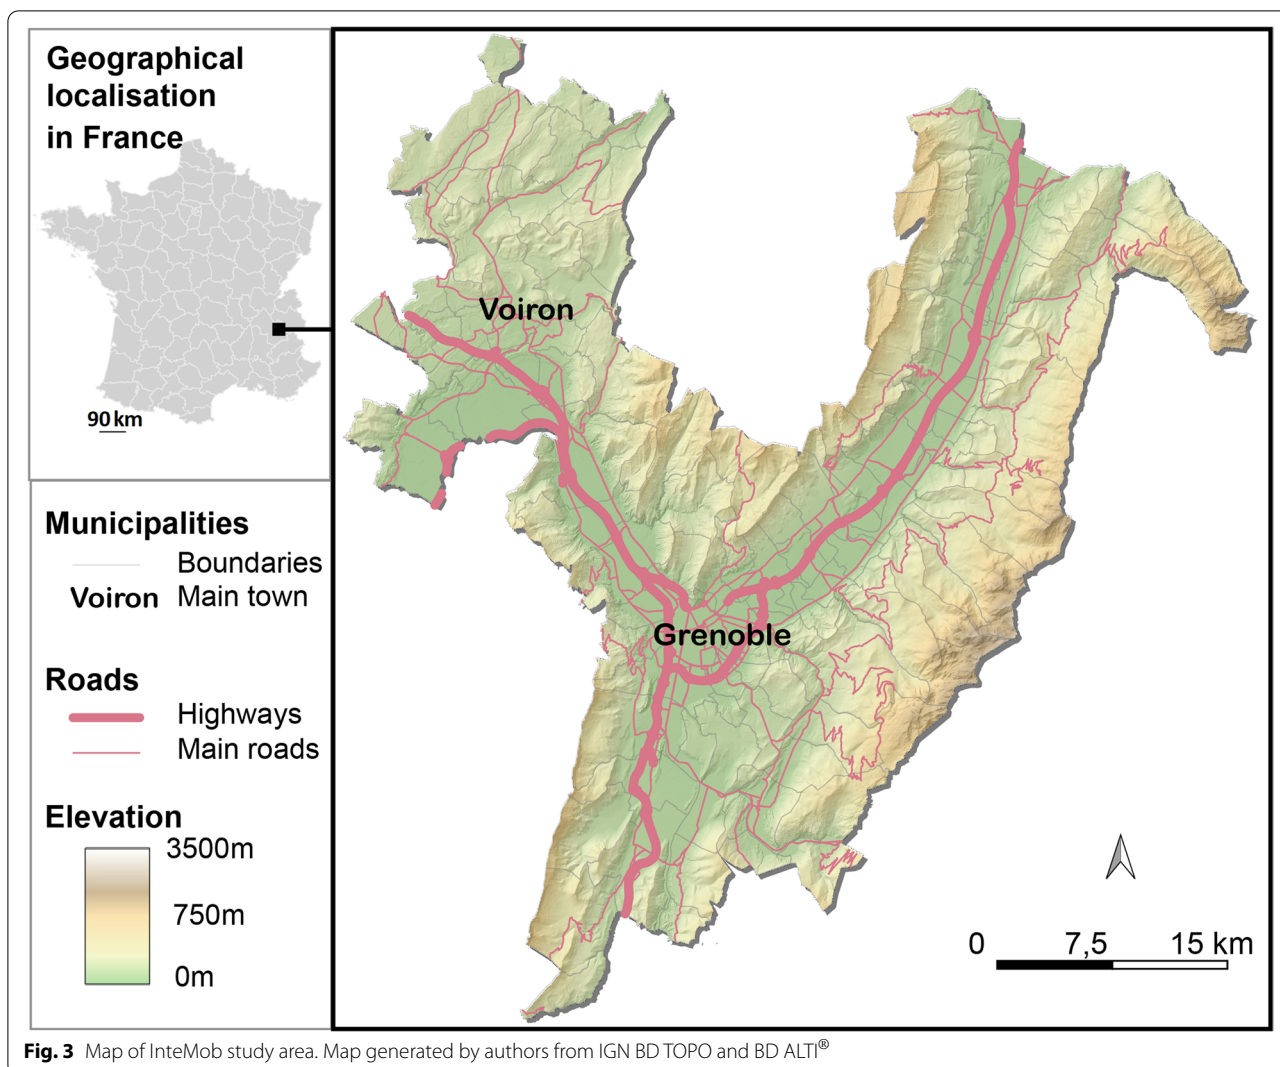 Geographical
localisation
in France
90 km
Municipalities
Boundaries
Voiron Main town
Roads
Highways
Main roads
Elevation
3500m
750m
0m
Voiron
Grenoble
0 7,5 15 km
Fig. 3 Map of InteMob study area. Map generated by authors from IGN BD TOPO and BD ALTI®